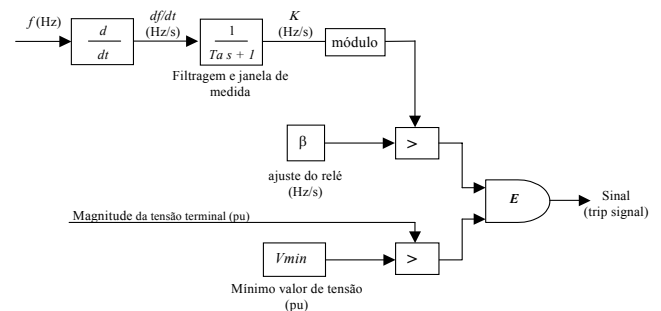 f (Hz)
d
dt
df/dt
(Hz/s)
1
Ta s + 1
K
(Hz/s)
módulo
Filtragem e janela de
medida
β
>
ajuste do relé
(Hz/s)
E
Sinal
(trip signal)
Magnitude da tensão terminal (pu)
Vmin
>
Mínimo valor de tensão
(pu)